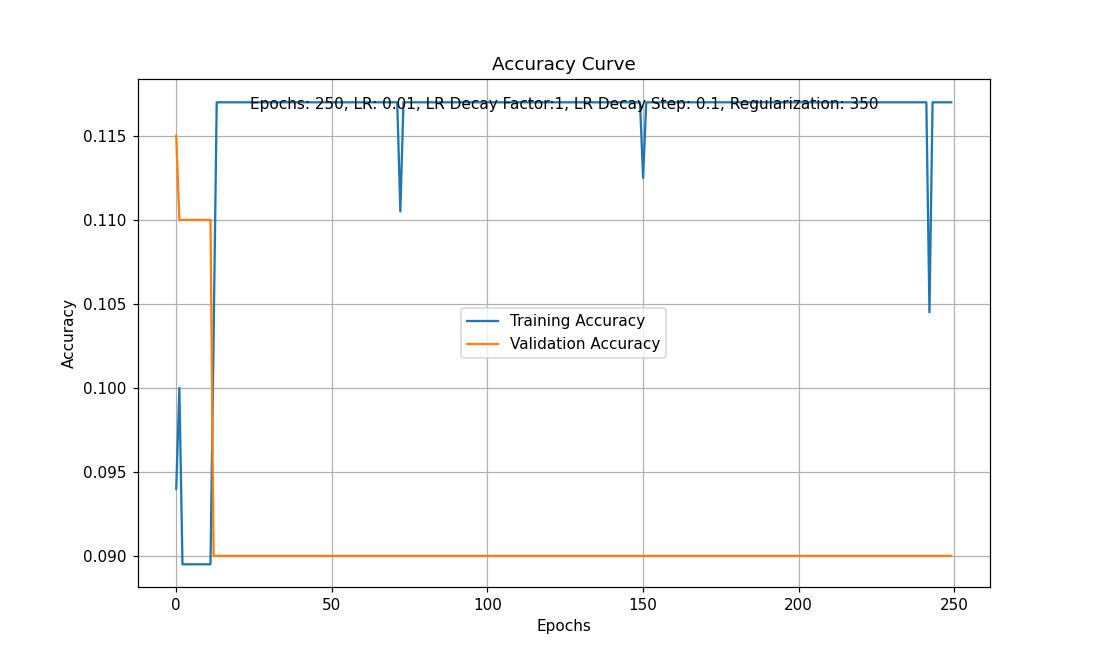 Accuracy Curve
Epochs: 250, LR: 0.01, LR Decay Factor:1, LR Decay Step: 0.1, Regularization: 350
0.115
0.110
0.105
0.100
0.095
0.090
Accuracy
Training Accuracy
Validation Accuracy
0 50 100 150 200 250
Epochs